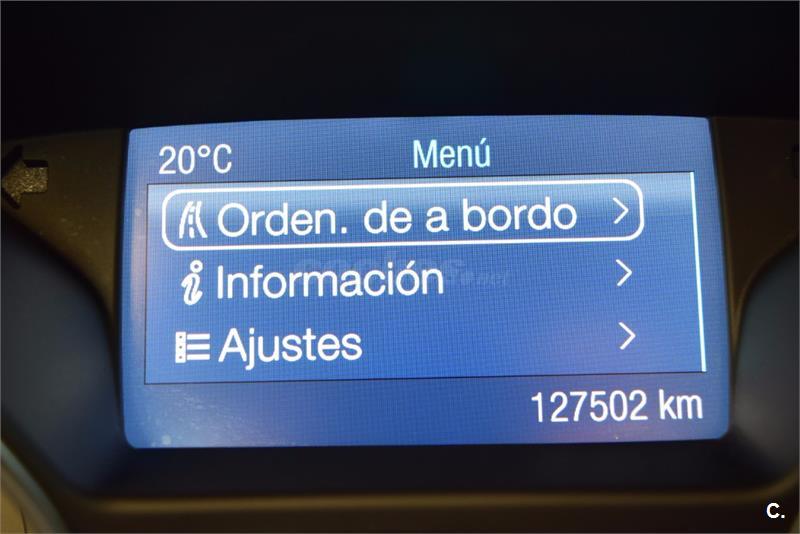 20°C Menú
Orden. de a bordo
Información
Ajustes
127502 km
C.